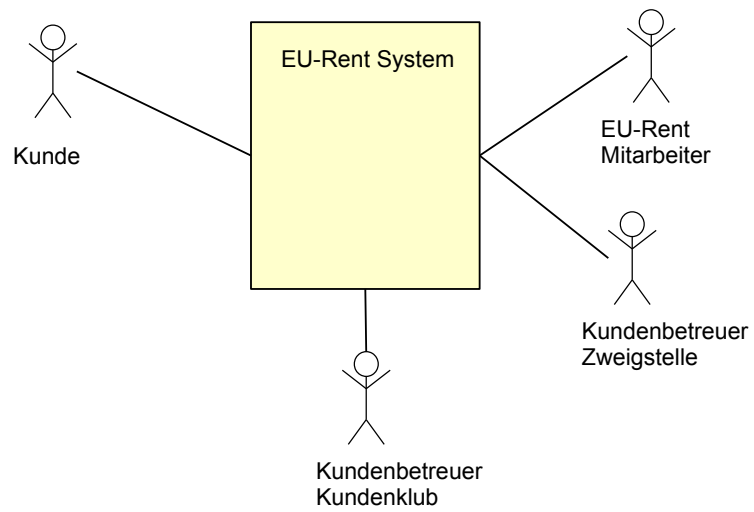 EU-Rent System
Kunde
EU-Rent
Mitarbeiter
Kundenbetreuer
Zweigstelle
Kundenbetreuer
Kundenklub